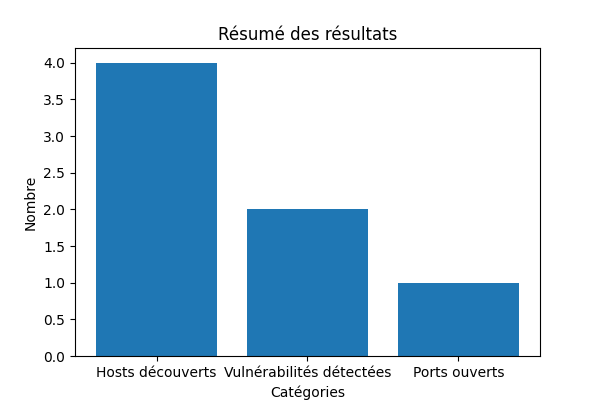 Résumé des résultats
Nombre
4.0
3.5
3.0
2.5
2.0
1.5
1.0
0.5
0.0
Hosts découverts Vulnérabilités détectées Ports ouverts
Catégories